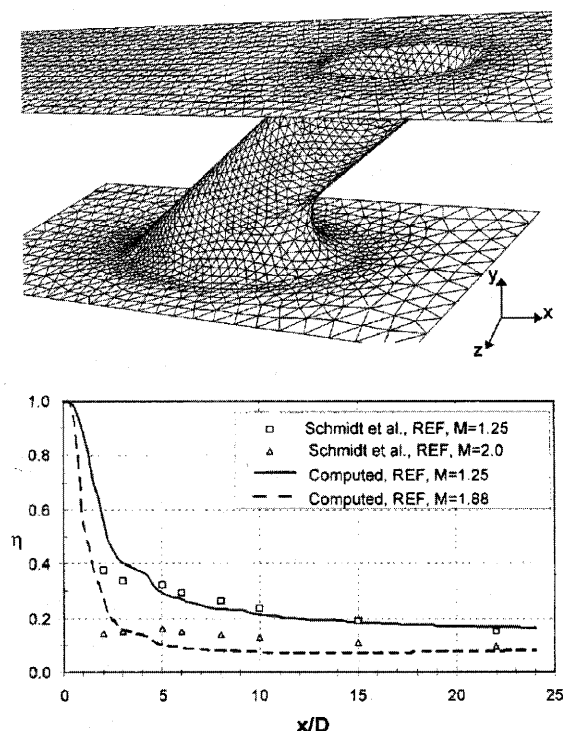 y
x
z
1.0
0.8
0.6
η
0.4
0.2
0.0
□ Schmidt et al., REF, M=1.25
△ Schmidt et al., REF, M=2.0
Computed, REF, M=1.25
Computed, REF, M=1.88
0 5 10 15 20 25
x/D